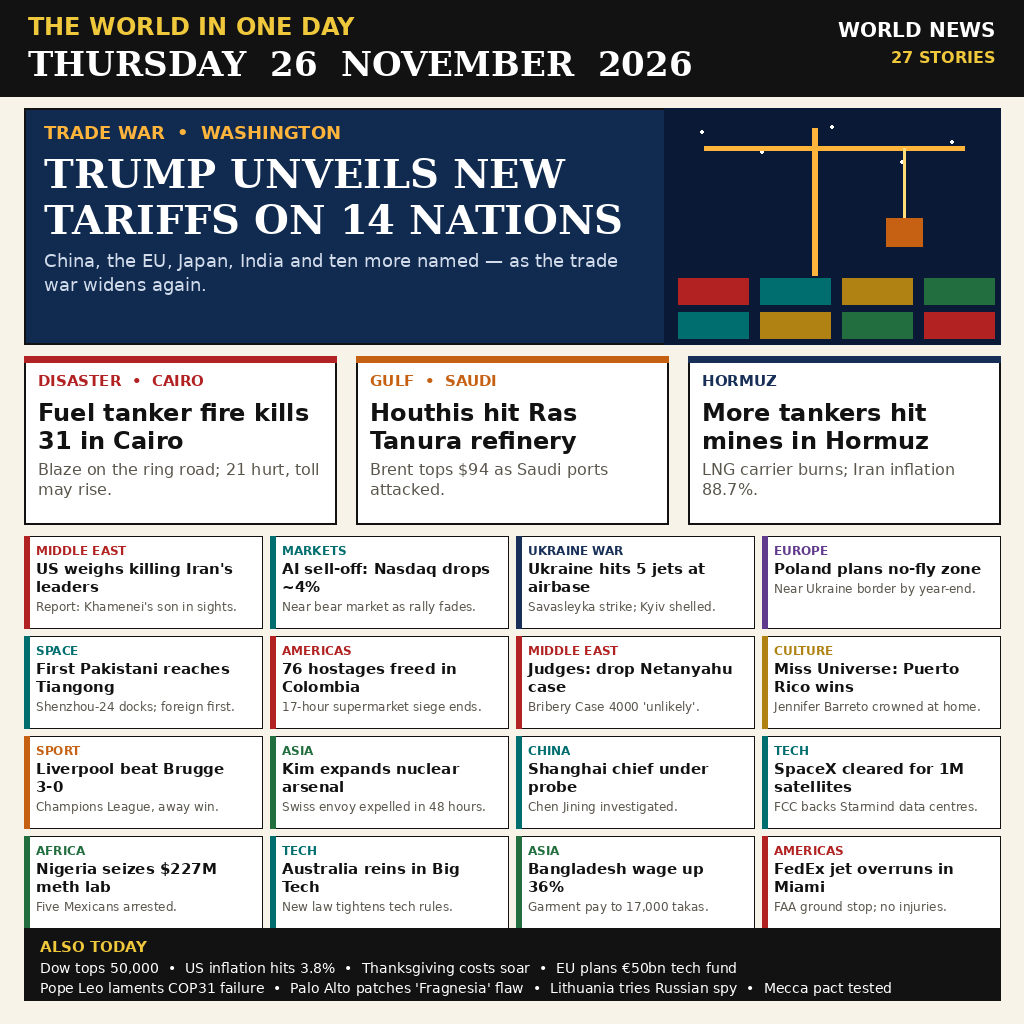 THE WORLD IN ONE DAY
THURSDAY 26 NOVEMBER 2026
WORLD NEWS
27 STORIES
TRADE WAR • WASHINGTON
TRUMP UNVEILS NEW
TARIFFS ON 14 NATIONS
China, the EU, Japan, India and ten more named — as the trade
war widens again.
DISASTER • CAIRO
Fuel tanker fire kills
31 in Cairo
Blaze on the ring road; 21 hurt, toll
may rise.
GULF • SAUDI
Houthis hit Ras
Tanura refinery
Brent tops $94 as Saudi ports
attacked.
HORMUZ
More tankers hit
mines in Hormuz
LNG carrier burns; Iran inflation
88.7%.
MIDDLE EAST
US weighs killing Iran's
leaders
Report: Khamenei's son in sights.
MARKETS
AI sell-off: Nasdaq drops
~4%
Near bear market as rally fades.
UKRAINE WAR
Ukraine hits 5 jets at
airbase
Savasleyka strike; Kyiv shelled.
EUROPE
Poland plans no-fly zone
Near Ukraine border by year-end.
SPACE
First Pakistani reaches
Tiangong
Shenzhou-24 docks; foreign first.
AMERICAS
76 hostages freed in
Colombia
17-hour supermarket siege ends.
MIDDLE EAST
Judges: drop Netanyahu
case
Bribery Case 4000 'unlikely'.
CULTURE
Miss Universe: Puerto
Rico wins
Jennifer Barreto crowned at home.
SPORT
Liverpool beat Brugge
3-0
Champions League, away win.
ASIA
Kim expands nuclear
arsenal
Swiss envoy expelled in 48 hours.
CHINA
Shanghai chief under
probe
Chen Jining investigated.
TECH
SpaceX cleared for 1M
satellites
FCC backs Starmind data centres.
AFRICA
Nigeria seizes $227M
meth lab
Five Mexicans arrested.
TECH
Australia reins in Big
Tech
New law tightens tech rules.
ASIA
Bangladesh wage up
36%
Garment pay to 17,000 takas.
AMERICAS
FedEx jet overruns in
Miami
FAA ground stop; no injuries.
ALSO TODAY
Dow tops 50,000 • US inflation hits 3.8% • Thanksgiving costs soar • EU plans €50bn tech fund
Pope Leo laments COP31 failure • Palo Alto patches 'Fragnesia' flaw • Lithuania tries Russian spy • Mecca pact tested